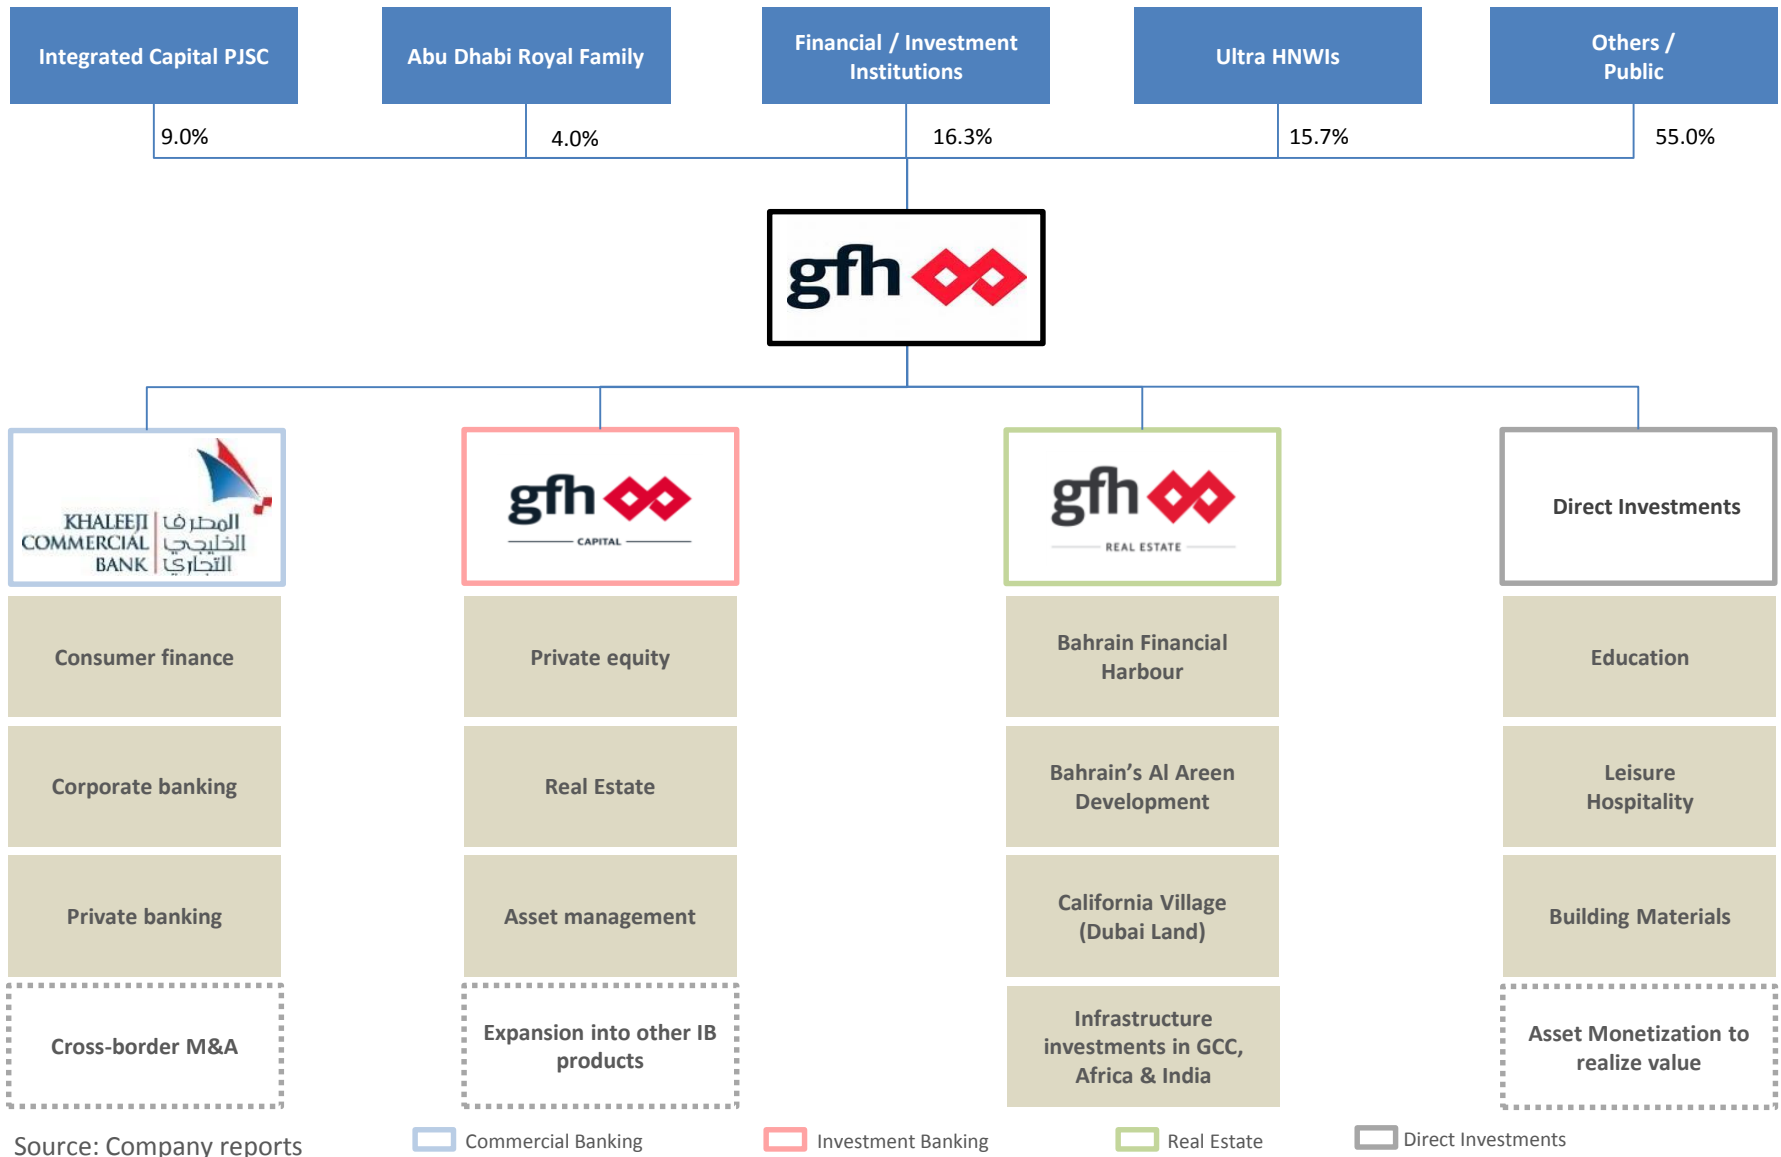 Integrated Capital PJSC
Abu Dhabi Royal Family
Financial / Investment
Institutions
Ultra HNWIs
Others /
Public
9.0%
4.0%
16.3%
15.7%
55.0%
gfh
KHALEEJI
COMMERCIAL
BANK
المصرف
الخليجي
التجاري
gfh
CAPITAL
gfh
REAL ESTATE
Direct Investments
Consumer finance
Private equity
Bahrain Financial
Harbour
Education
Corporate banking
Real Estate
Bahrain’s Al Areen
Development
Leisure
Hospitality
Private banking
Asset management
California Village
(Dubai Land)
Building Materials
Cross-border M&A
Expansion into other IB
products
Infrastructure
investments in GCC,
Africa & India
Asset Monetization to
realize value
Source: Company reports
Commercial Banking
Investment Banking
Real Estate
Direct Investments